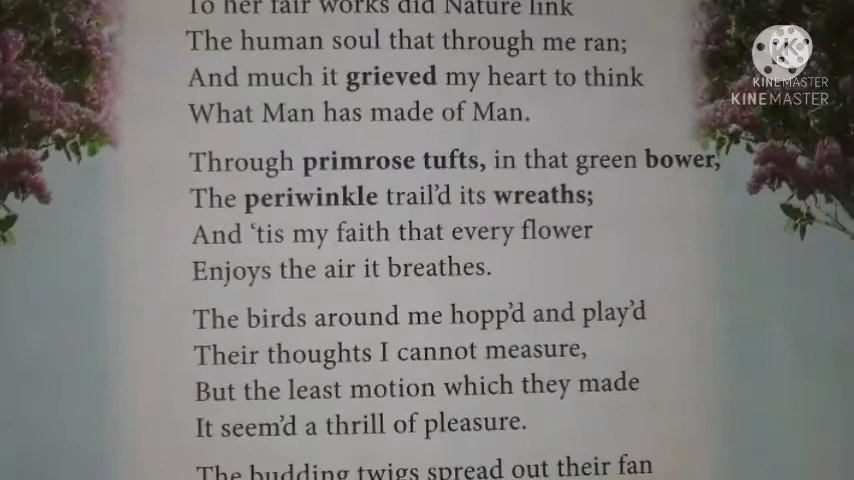 To her fair works did Nature link
The human soul that through me ran;
And much it grieved my heart to think
What Man has made of Man.
Through primrose tufts, in that green bower,
The periwinkle trail'd its wreaths;
And ‘tis my faith that every flower
Enjoys the air it breathes.
The birds around me hopp'd and play'd
Their thoughts I cannot measure,
But the least motion which they made
It seem'd a thrill of pleasure.
The budding twigs spread out their fan
KINEMASTER
KINEMASTER